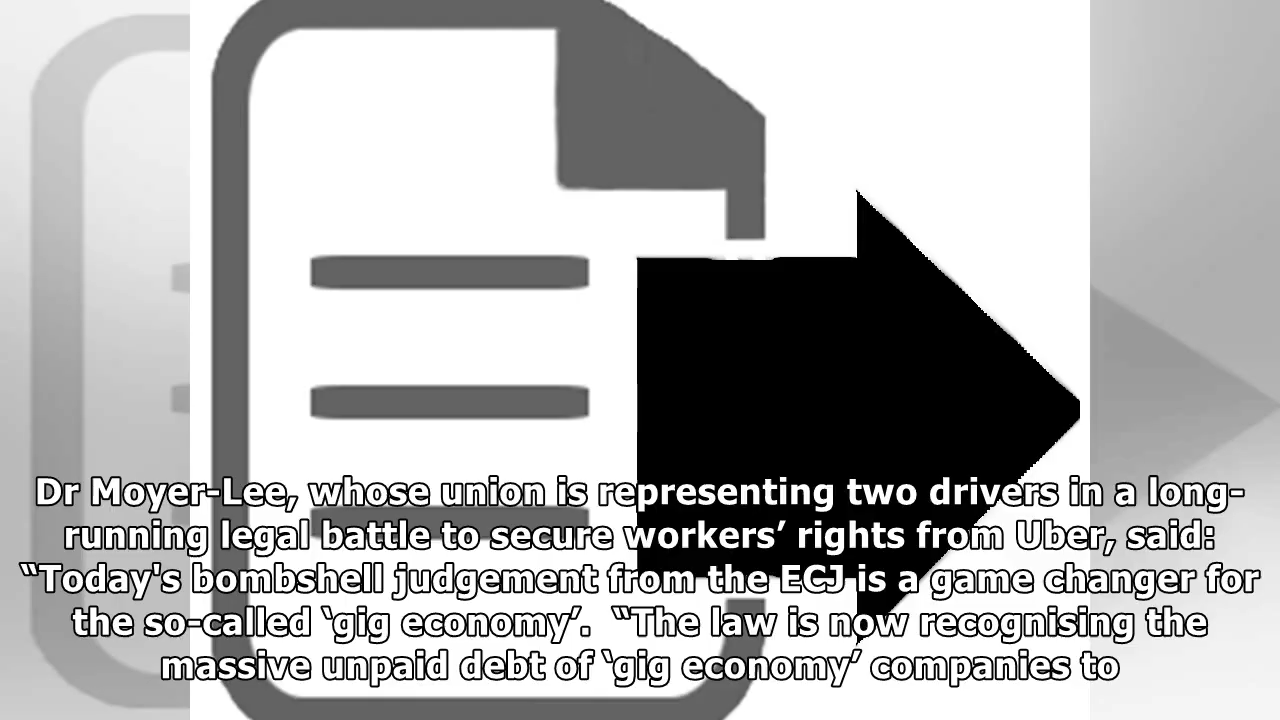 Dr Moyer-Lee, whose union is representing two drivers in a long-
running legal battle to secure workers’ rights from Uber, said:
“Today's bombshell judgement from the ECJ is a game changer for
the so-called ‘gig economy’.  “The law is now recognising the
massive unpaid debt of ‘gig economy’ companies to